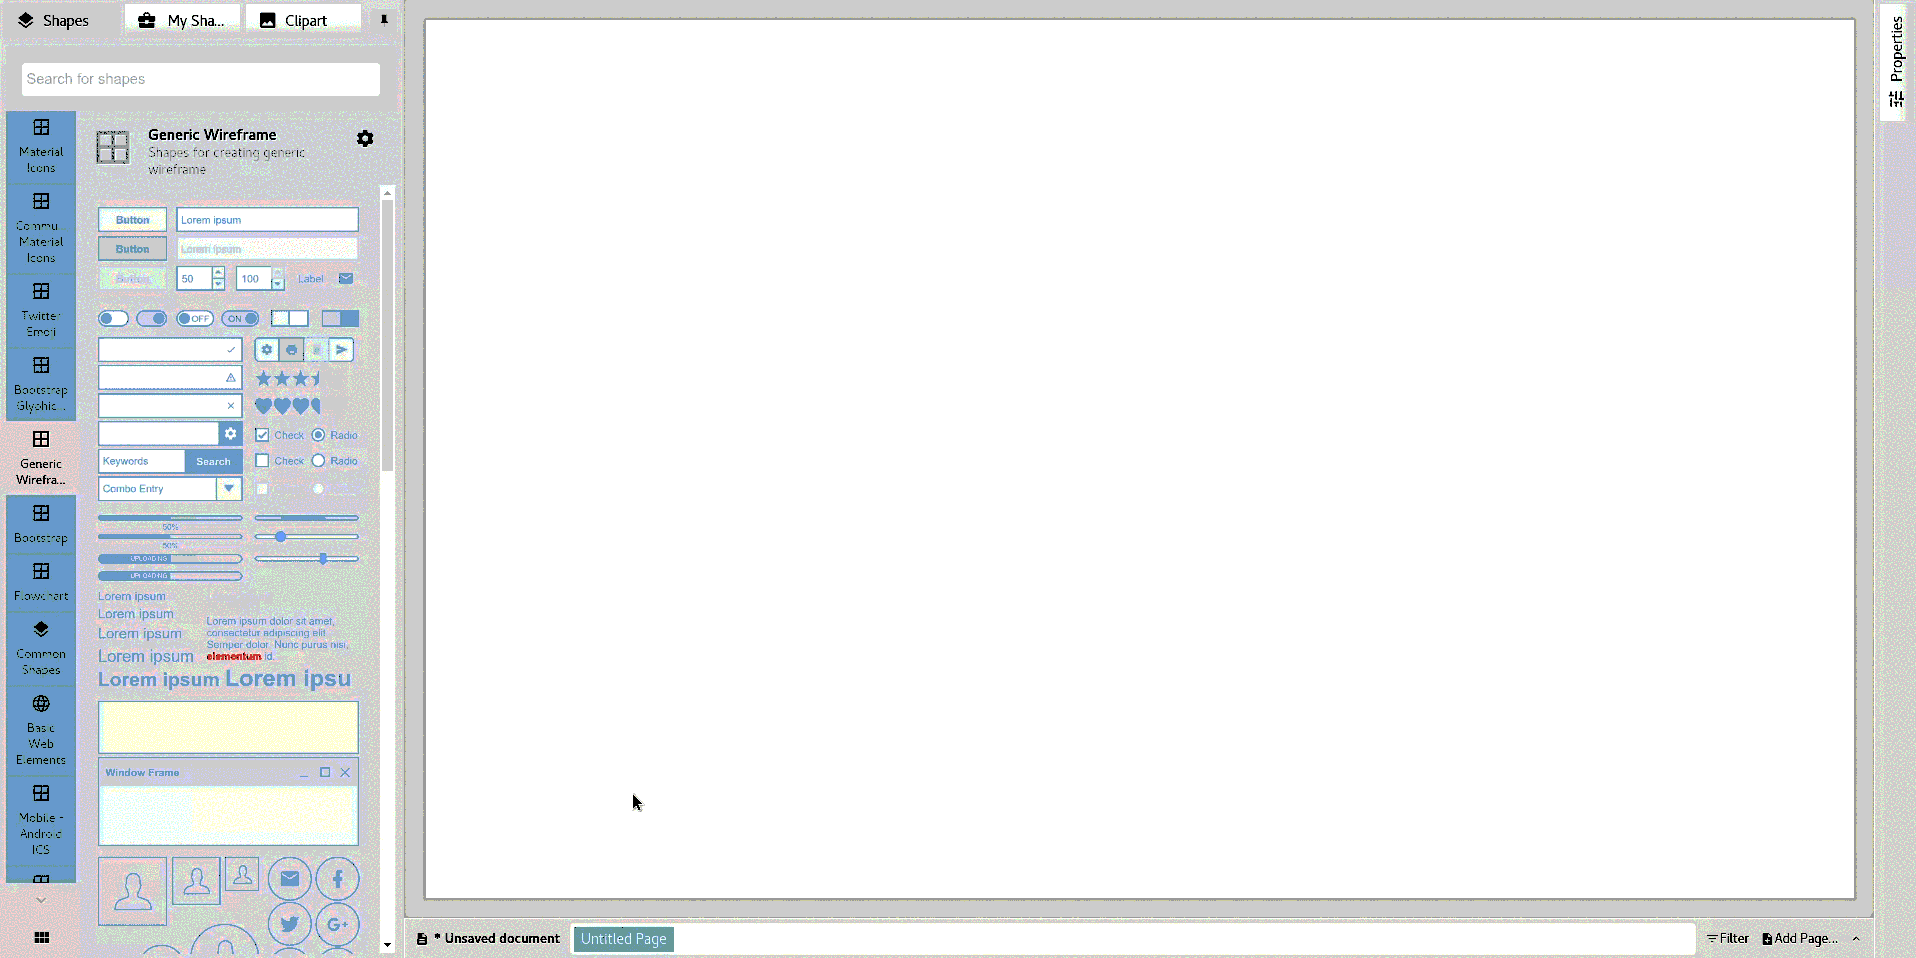 Shapes
My Sha...
Clipart
Search for shapes
Material
Icons
Commu...
Material
Icons
Twitter
Emoji
Bootstrap
Glyphic...
Generic
Wirefra...
Bootstrap
Flowchart
Common
Shapes
Basic
Web
Elements
Mobile -
Android
ICS
Generic Wireframe
Shapes for creating generic
wireframe
Button
Lorem ipsum
Button
Lorem ipsum
Button
50
100
Label
OFF
ON
Check
Radio
Keywords
Search
Check
Radio
Combo Entry
50%
50%
UPLOADING
UPLOADING
Lorem ipsum
Lorem ipsum
Lorem ipsum
Lorem ipsum
Lorem ipsum
Lorem ipsu
Lorem ipsum dolor sit amet,
consectetur adipiscing elit.
Semper dolor. Nunc purus nisi,
elementum id.
Window Frame
* Unsaved document
Untitled Page
Filter
Add Page...
Properties